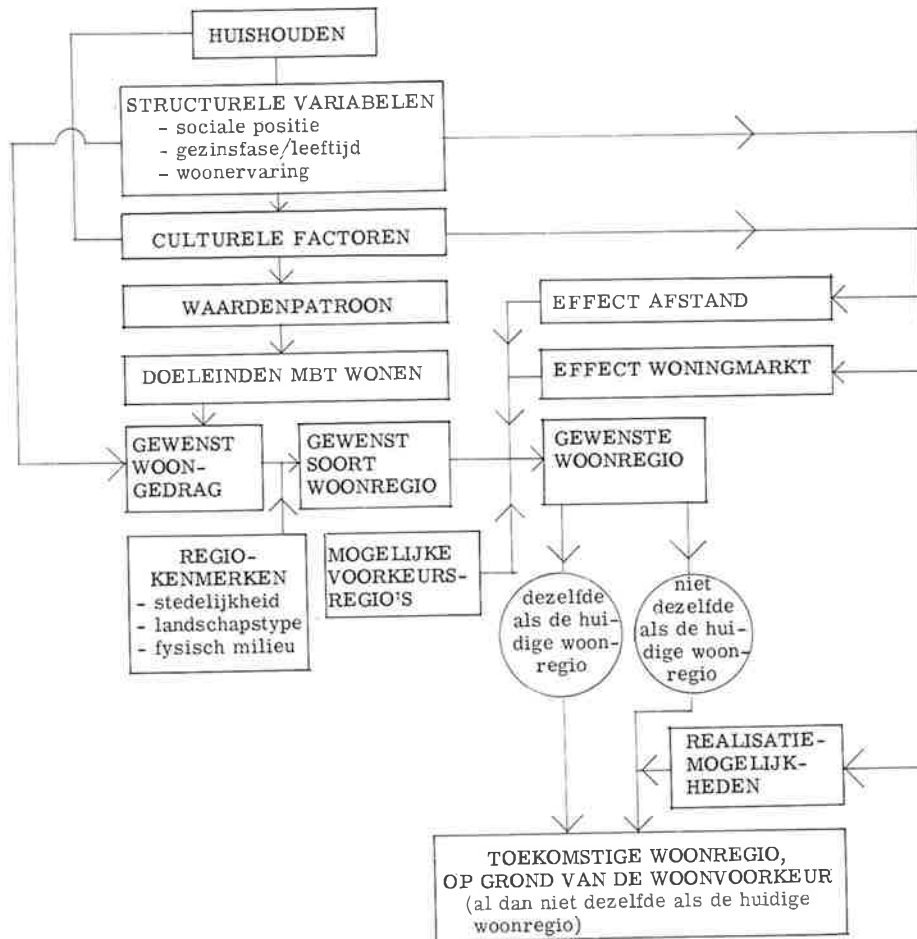 HUISHOUDEN
STRUCTURELE VARIABELEN
- sociale positie
- gezinsfase/leeftijd
- woonervaring
CULTURELE FACTOREN
WAARDENPATROON
EFFECT AFSTAND
DOELEINDEN MBT WONEN
EFFECT WONINGMARKT
GEWENST
WOON-
GEDRAG
GEWENST
SOORT
WOONREGIO
GEWENSTE
WOONREGIO
REGIO-
KENMERKEN
- stedelijkheid
- landschapstype
- fysisch milieu
MOGELIJKE
VOORKEURS-
REGIO'S
dezelfde
als de hui-
dige woon-
regio
niet
dezelfde
als de hui-
dige woon-
regio
REALISATIE-
MOGELIJK-
HEDEN
TOEKOMSTIGE WOONREGIO,
OP GROND VAN DE WOONVOORKEUR
(al dan niet dezelfde als de huidige
woonregio)